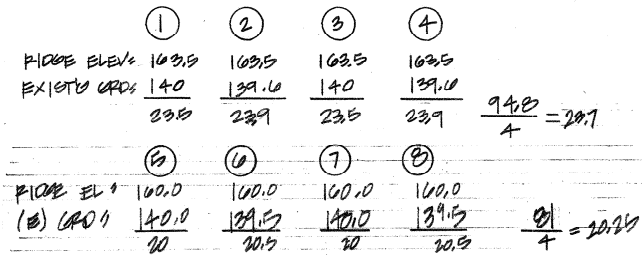 1 2 3 4
RIDGE ELEV: 163.5 163.5 163.5 163.5
EXIST'G GRD: 140 139.6 140 139.6
23.5 23.9 23.5 23.9 94.8/4 = 23.7
5 6 7 8
RIDGE EL: 160.0 160.0 160.0 160.0
(E) GRD: 140.0 139.5 140.0 139.5
20 20.5 20 20.5 81/4 = 20.25